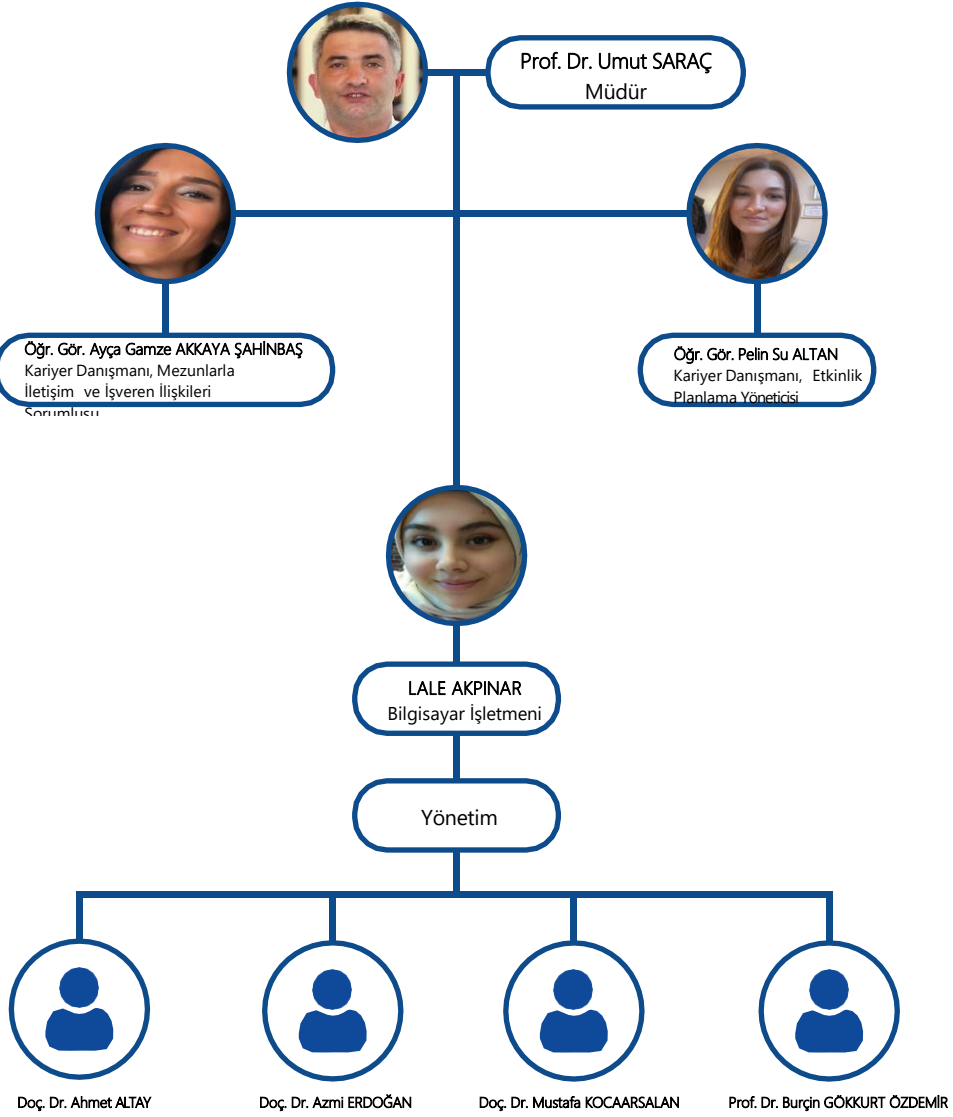 Prof. Dr. Umut SARAÇ
Müdür
Öğr. Gör. Ayça Gamze AKKAYA ŞAHİNBAŞ
Kariyer Danışmanı, Mezunlarla
İletişim ve İşveren İlişkileri
Sorumlusu
Öğr. Gör. Pelin Su ALTAN
Kariyer Danışmanı, Etkinlik
Planlama Yöneticisi
LALE AKPINAR
Bilgisayar İşletmeni
Yönetim
Doç. Dr. Ahmet ALTAY
Doç. Dr. Azmi ERDOĞAN
Doç. Dr. Mustafa KOCAARSALAN
Prof. Dr. Burçin GÖKKURT ÖZDEMİR